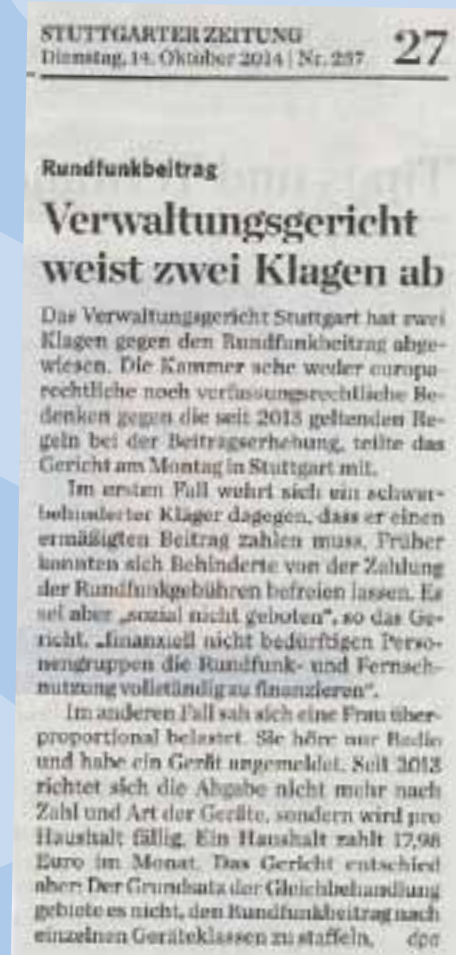 STUTTGARTER ZEITUNG
Dienstag, 14. Oktober 2014 | Nr. 237
27
Rundfunkbeitrag
Verwaltungsgericht
weist zwei Klagen ab
Das Verwaltungsgericht Stuttgart hat zwei
Klagen gegen den Rundfunkbeitrag abge-
wiesen. Die Kammer sehe weder europa-
rechtliche noch verfassungsrechtliche Be-
denken gegen die seit 2013 geltenden Re-
geln bei der Beitragserhebung, teilte das
Gericht am Montag in Stuttgart mit.
Im ersten Fall wehrt sich ein schwer-
behinderter Kläger dagegen, dass er einen
ermäßigten Beitrag zahlen muss. Früher
konnten sich Behinderte von der Zahlung
der Rundfunkgebühren befreien lassen. Es
sei aber „sozial nicht geboten“, so das Ge-
richt, „finanziell nicht bedürftigen Perso-
nengruppen die Rundfunk- und Fernseh-
nutzung vollständig zu finanzieren“.
Im anderen Fall sah sich eine Frau über-
proportional belastet. Sie höre nur Radio
und habe ein Gerät angemeldet. Seit 2013
richtet sich die Abgabe nicht mehr nach
Zahl und Art der Geräte, sondern wird pro
Haushalt fällig. Ein Haushalt zahlt 17,98
Euro im Monat. Das Gericht entschied
aber: Der Grundsatz der Gleichbehandlung
gebiete es nicht, den Rundfunkbeitrag nach
einzelnen Geräteklassen zu staffeln. dpa